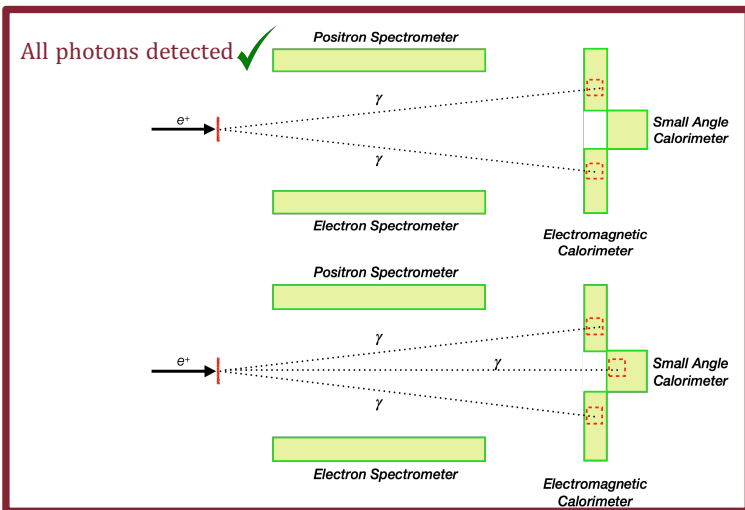 All photons detected
Positron Spectrometer
γ
e+
Small Angle
Calorimeter
γ
Electron Spectrometer
Electromagnetic
Calorimeter
Positron Spectrometer
γ
e+
γ
Small Angle
Calorimeter
γ
Electron Spectrometer
Electromagnetic
Calorimeter